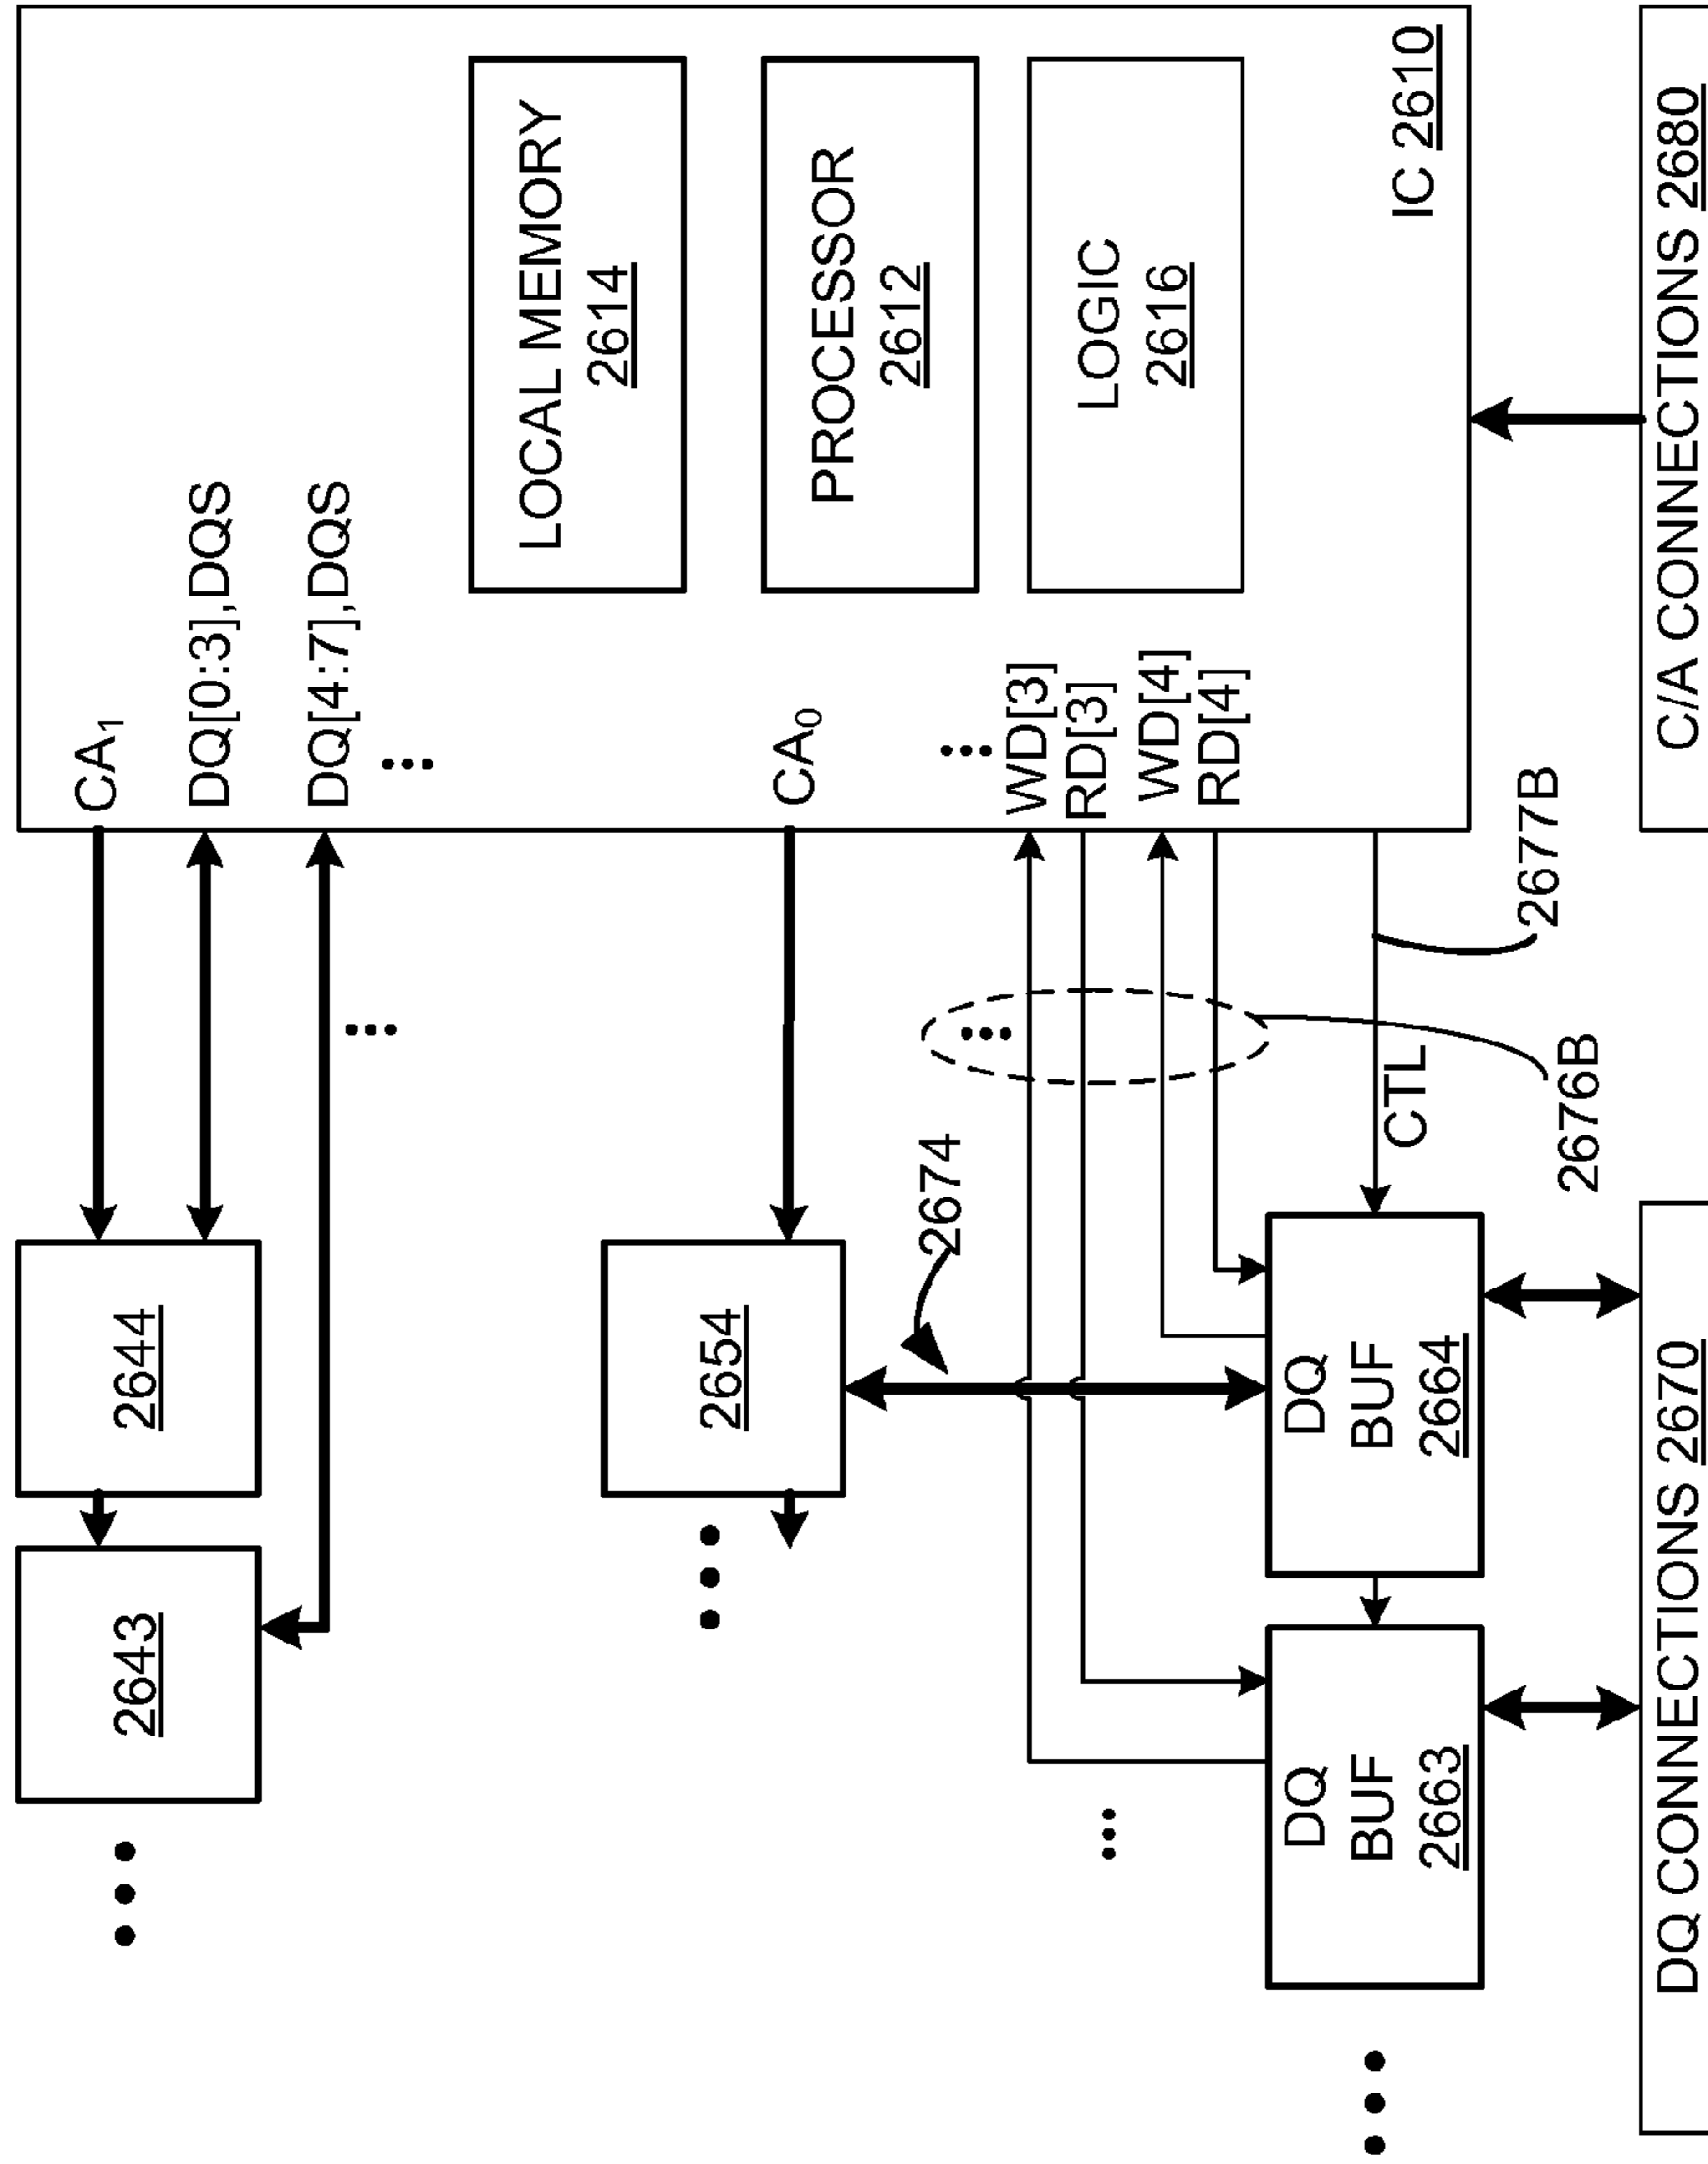 CA1
DQ[0:3],DQS
DQ[4:7],DQS
LOCAL MEMORY
2614
PROCESSOR
2612
LOGIC
2616
IC 2610
CA0
WD[3]
RD[3]
WD[4]
RD[4]
2644
2643
2654
2674
2677B
2676B
CTL
DQ
BUF
2664
DQ
BUF
2663
C/A CONNECTIONS 2680
DQ CONNECTIONS 2670